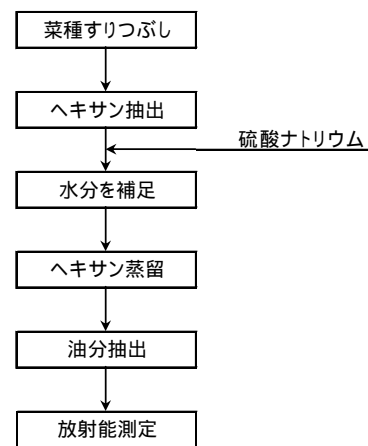 菜種すりつぶし
ヘキサン抽出
硫酸ナトリウム
水分を補足
ヘキサン蒸留
油分抽出
放射能測定